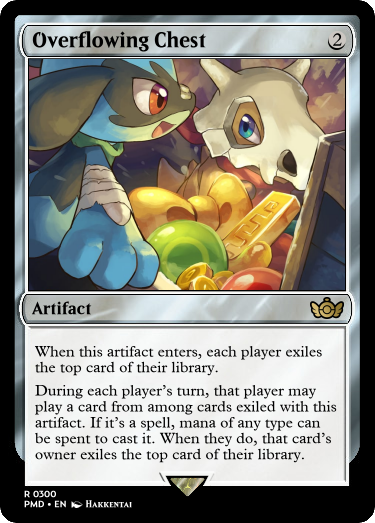 Overflowing Chest 2
Artifact
When this artifact enters, each player exiles
the top card of their library.
During each player's turn, that player may
play a card from among cards exiled with this
artifact. If it's a spell, mana of any type can
be spent to cast it. When they do, that card's
owner exiles the top card of their library.
R 0300
PMD • EN HAKKENTAI